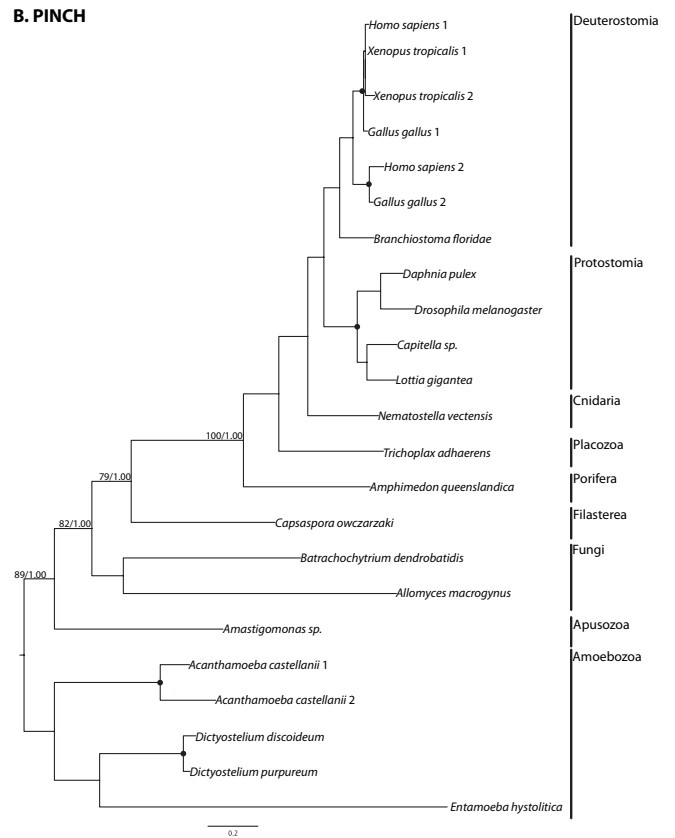 B. PINCH
Homo sapiens 1
Deuterostomia
Xenopus tropicalis 1
Xenopus tropicalis 2
Gallus gallus 1
Homo sapiens 2
Gallus gallus 2
Branchiostoma floridae
Protostomia
Daphnia pulex
Drosophila melanogaster
Capitella sp.
Lottia gigantea
Cnidaria
Nematostella vectensis
100/1.00
Placozoa
Trichoplax adhaerens
Porifera
79/1.00
Amphimedon queenslandica
Filasterea
82/1.00
Capsaspora owczarzaki
Fungi
Batrachochytrium dendrobatidis
89/1.00
Allomyces macrogynus
Apusozoa
Amastigomonas sp.
Amoebozoa
Acanthamoeba castellanii 1
Acanthamoeba castellanii 2
Dictyostelium discoideum
Dictyostelium purpureum
Entamoeba hystolitica
0.2